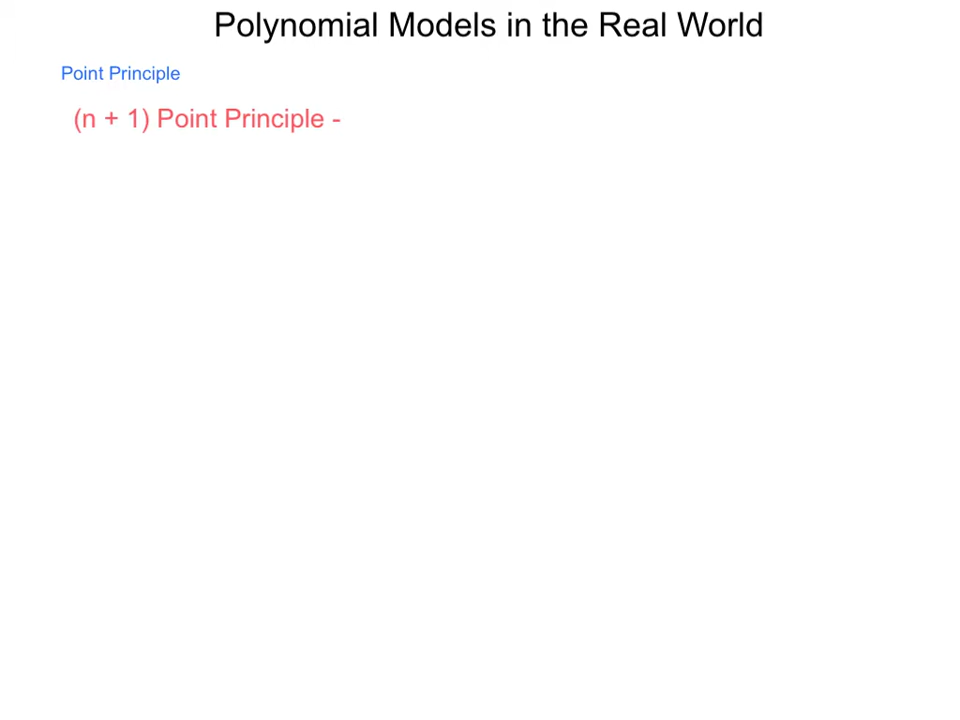 Polynomial Models in the Real World
Point Principle
(n + 1) Point Principle -